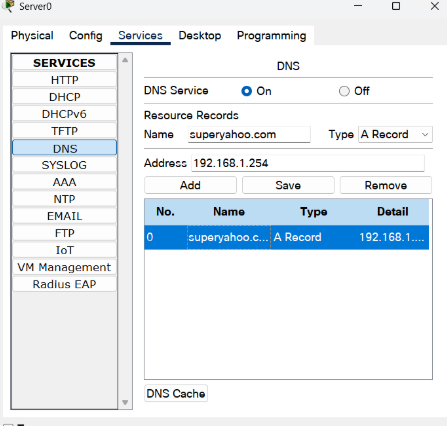 Server0
Physical Config Services Desktop Programming
SERVICES
HTTP
DHCP
DHCPv6
TFTP
DNS
SYSLOG
AAA
NTP
EMAIL
FTP
IoT
VM Management
Radius EAP
DNS
DNS Service On Off
Resource Records
Name superyahoo.com Type A Record
Address 192.168.1.254
Add Save Remove
No. Name Type Detail
0 superyahoo.c... A Record 192.168.1....
DNS Cache